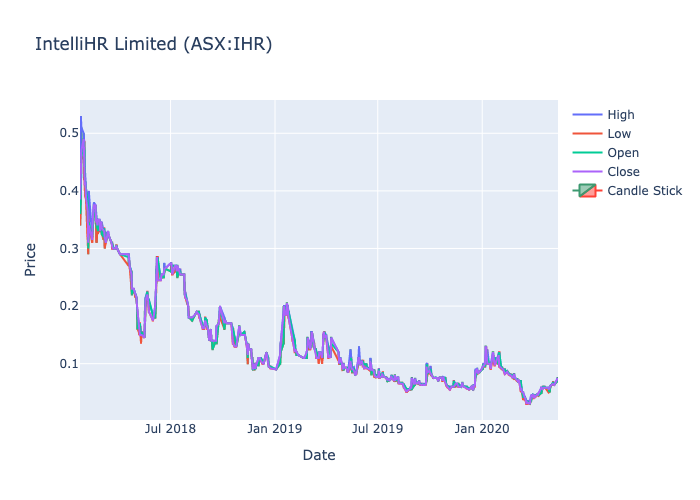 IntelliHR Limited (ASX:IHR)
High
Low
Open
Close
Candle Stick
Price
0.5
0.4
0.3
0.2
0.1
Jul 2018
Jan 2019
Jul 2019
Jan 2020
Date